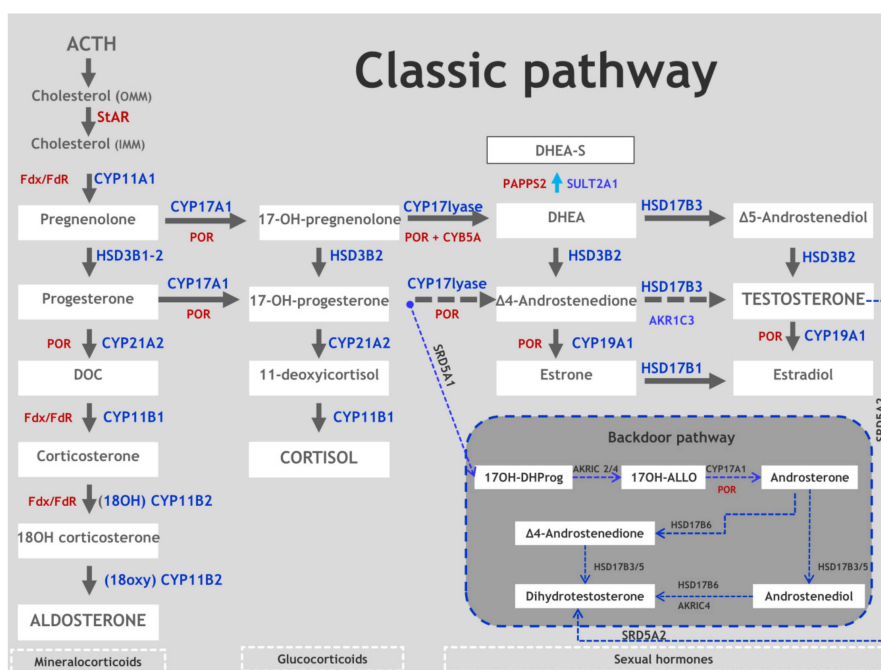 Classic pathway
ACTH
Cholesterol (OMM)
StAR
Cholesterol (IMM)
DHEA-S
Fdx/FdR CYP11A1
PAPPS2 SULT2A1
Pregnenolone
CYP17A1
POR
17-OH-pregnenolone
CYP17lyase
POR + CYB5A
DHEA
HSD17B3
Δ5-Androstenediol
HSD3B1-2
HSD3B2
HSD3B2
HSD3B2
Progesterone
CYP17A1
POR
17-OH-progesterone
CYP17lyase
POR
Δ4-Androstenedione
HSD17B3
AKR1C3
TESTOSTERONE
POR CYP21A2
CYP21A2
SRD5A1
POR CYP19A1
POR CYP19A1
DOC
11-deoxyicortisol
Estrone
HSD17B1
Estradiol
Fdx/FdR CYP11B1
CYP11B1
SRD5A2
Corticosterone
CORTISOL
Backdoor pathway
17OH-DHProg
AKRIC 2/4
17OH-ALLO
CYP17A1
POR
Androsterone
Fdx/FdR (18OH) CYP11B2
18OH corticosterone
Δ4-Androstenedione
HSD17B6
HSD17B3/5
HSD17B3/5
(18oxy) CYP11B2
Dihydrotestosterone
HSD17B6
AKRIC4
Androstenediol
ALDOSTERONE
SRD5A2
Mineralocorticoids
Glucocorticoids
Sexual hormones